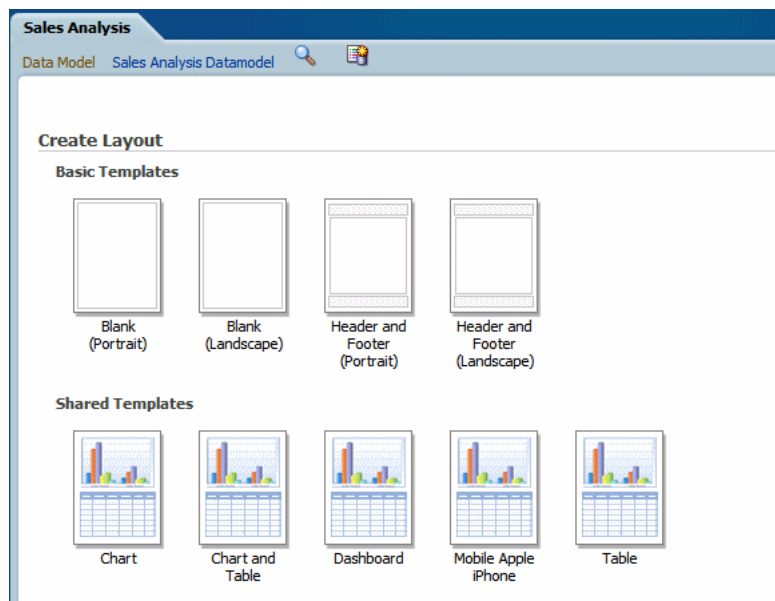 Sales Analysis
Data Model Sales Analysis Datamodel
Create Layout
Basic Templates
Blank
(Portrait)
Blank
(Landscape)
Header and
Footer
(Portrait)
Header and
Footer
(Landscape)
Shared Templates
Chart
Chart and
Table
Dashboard
Mobile Apple
iPhone
Table